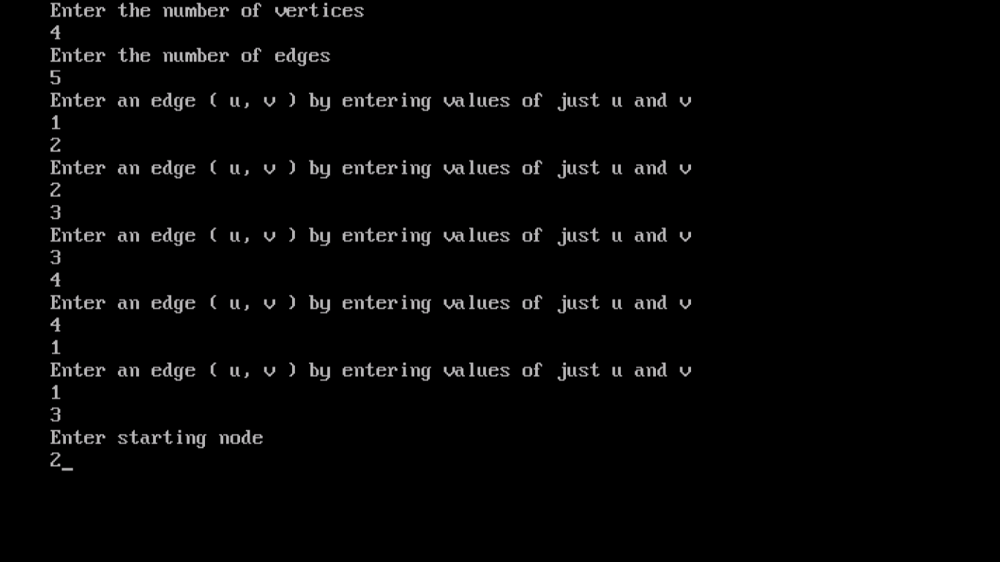 Enter the number of vertices
4
Enter the number of edges
5
Enter an edge ( u, v ) by entering values of just u and v
1
2
Enter an edge ( u, v ) by entering values of just u and v
2
3
Enter an edge ( u, v ) by entering values of just u and v
3
4
Enter an edge ( u, v ) by entering values of just u and v
4
1
Enter an edge ( u, v ) by entering values of just u and v
1
3
Enter starting node
2_